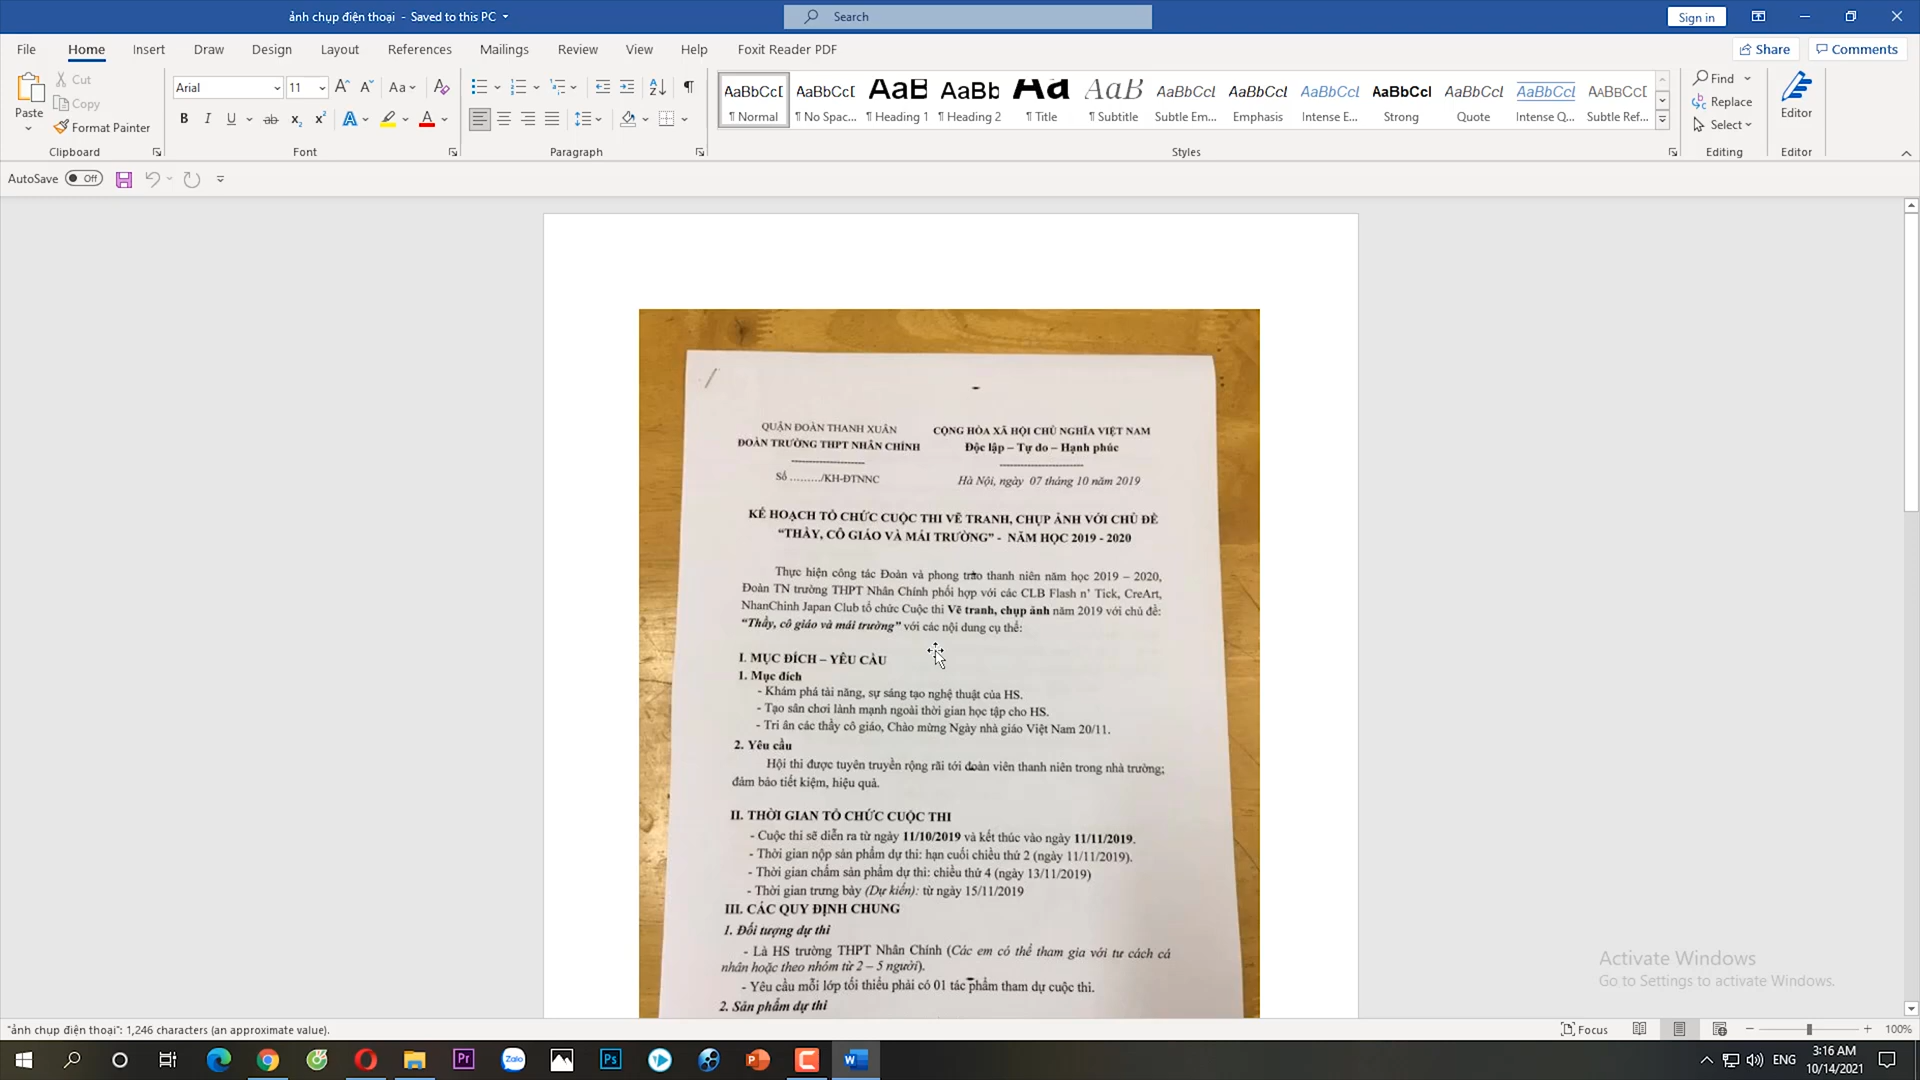 ảnh chụp điện thoại - Saved to this PC
Search
Sign in
File Home Insert Draw Design Layout References Mailings Review View Help Foxit Reader PDF
Share Comments
Paste
Cut
Copy
Format Painter
Clipboard
Arial 11
Font
Paragraph
AaBbCcDd ¶ Normal
AaBbCcDd ¶ No Spac...
AaB ¶ Heading 1
AaBb ¶ Heading 2
Aa ¶ Title
AaB ¶ Subtitle
AaBbCcL Subtle Em...
AaBbCcL Emphasis
AaBbCcL Intense E...
AaBbCcl Strong
AaBbCcL Quote
AaBbCcL Intense Q...
AaBbCcD Subtle Ref...
Styles
Find
Replace
Select
Editing
Editor
Editor
AutoSave Off
QUẬN ĐOÀN THANH XUÂN
ĐOÀN TRƯỜNG THPT NHÂN CHÍNH
--------------------
Số ………/KH-ĐTNNC
CỘNG HÒA XÃ HỘI CHỦ NGHĨA VIỆT NAM
Độc lập – Tự do – Hạnh phúc
-----------------------
Hà Nội, ngày 07 tháng 10 năm 2019
KẾ HOẠCH TỔ CHỨC CUỘC THI VẼ TRANH, CHỤP ẢNH VỚI CHỦ ĐỀ
“THẦY, CÔ GIÁO VÀ MÁI TRƯỜNG” - NĂM HỌC 2019 - 2020
Thực hiện công tác Đoàn và phong trào thanh niên năm học 2019 – 2020,
Đoàn TN trường THPT Nhân Chính phối hợp với các CLB Flash n’ Tick, CreArt,
NhanChinh Japan Club tổ chức Cuộc thi Vẽ tranh, chụp ảnh năm 2019 với chủ đề:
“Thầy, cô giáo và mái trường” với các nội dung cụ thể:
I. MỤC ĐÍCH – YÊU CẦU
1. Mục đích
- Khám phá tài năng, sự sáng tạo nghệ thuật của HS.
- Tạo sân chơi lành mạnh ngoài thời gian học tập cho HS.
- Tri ân các thầy cô giáo, Chào mừng Ngày nhà giáo Việt Nam 20/11.
2. Yêu cầu
Hội thi được tuyên truyền rộng rãi tới đoàn viên thanh niên trong nhà trường;
đảm bảo tiết kiệm, hiệu quả.
II. THỜI GIAN TỔ CHỨC CUỘC THI
- Cuộc thi sẽ diễn ra từ ngày 11/10/2019 và kết thúc vào ngày 11/11/2019.
- Thời gian nộp sản phẩm dự thi: hạn cuối chiều thứ 2 (ngày 11/11/2019).
- Thời gian chấm sản phẩm dự thi: chiều thứ 4 (ngày 13/11/2019)
- Thời gian trưng bày (Dự kiến): từ ngày 15/11/2019
III. CÁC QUY ĐỊNH CHUNG
1. Đối tượng dự thi
- Là HS trường THPT Nhân Chính (Các em có thể tham gia với tư cách cá
nhân hoặc theo nhóm từ 2 – 5 người).
- Yêu cầu mỗi lớp tối thiểu phải có 01 tác phẩm tham dự cuộc thi.
2. Sản phẩm dự thi
Activate Windows
Go to Settings to activate Windows.
"ảnh chụp điện thoại": 1,246 characters (an approximate value).
Focus
100%
ENG
3:16 AM
10/14/2021